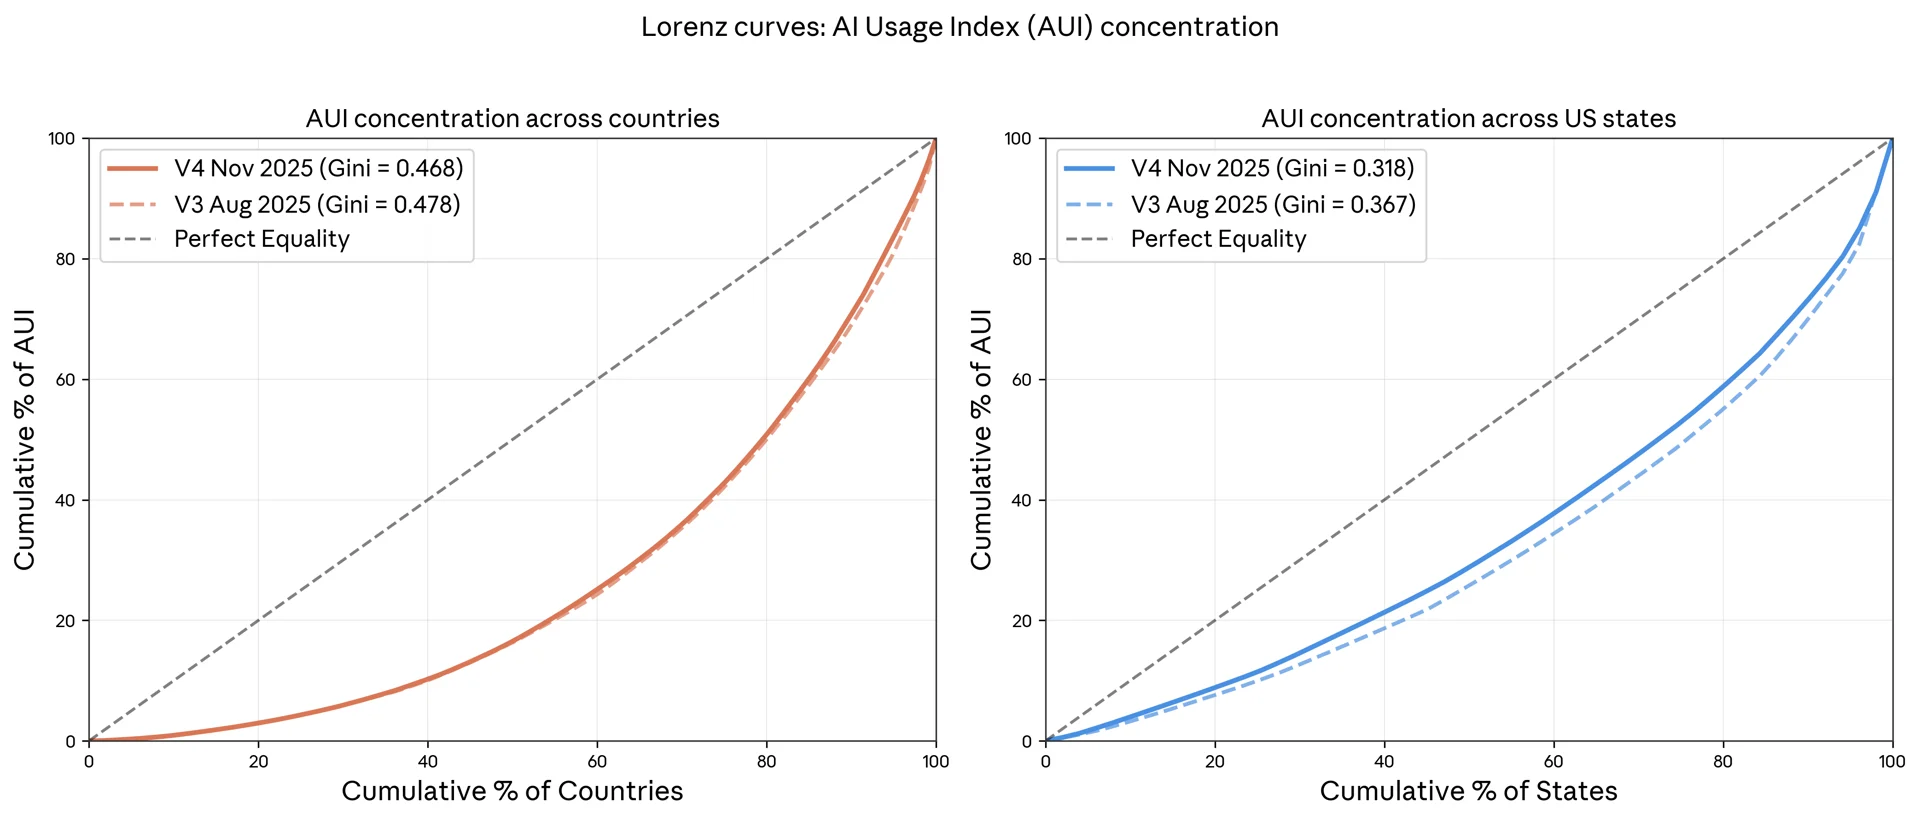 Lorenz curves: AI Usage Index (AUI) concentration
AUI concentration across countries
V4 Nov 2025 (Gini = 0.468)
V3 Aug 2025 (Gini = 0.478)
Perfect Equality
Cumulative % of AUI
100
80
60
40
20
0
0 20 40 60 80 100
Cumulative % of Countries
AUI concentration across US states
V4 Nov 2025 (Gini = 0.318)
V3 Aug 2025 (Gini = 0.367)
Perfect Equality
Cumulative % of AUI
100
80
60
40
20
0
0 20 40 60 80 100
Cumulative % of States